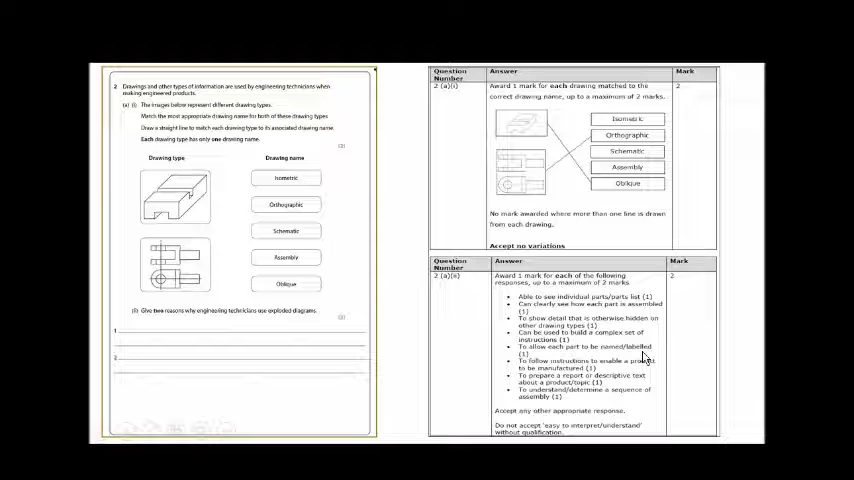 2 Drawings and other types of information are used by engineering technicians when
making engineered products.
(a) (i) The images below represent different drawing types.
Match the most appropriate drawing name for both of these drawing types
Draw a straight line to match each drawing type to its associated drawing name.
Each drawing type has only one drawing name.
(2)
Drawing type
Drawing name
Isometric
Orthographic
Schematic
Assembly
Oblique
(ii) Give two reasons why engineering technicians use exploded diagrams.
(2)
1
2
Question Number
Answer
Mark
2 (a)(i)
Award 1 mark for each drawing matched to the
correct drawing name, up to a maximum of 2 marks.
2
Isometric
Orthographic
Schematic
Assembly
Oblique
No mark awarded where more than one line is drawn
from each drawing.
Accept no variations
Question Number
Answer
Mark
2 (a)(ii)
Award 1 mark for each of the following
responses, up to a maximum of 2 marks
2
• Able to see individual parts/parts list (1)
• Can clearly see how each part is assembled
(1)
• To show detail that is otherwise hidden on
other drawing types (1)
• Can be used to build a complex set of
instructions (1)
• To allow each part to be named/labelled
(1)
• To follow instructions to enable a product
to be manufactured (1)
• To prepare a report or descriptive text
about a product/topic (1)
• To understand/determine a sequence of
assembly (1)
Accept any other appropriate response.
Do not accept 'easy to interpret/understand'
without qualification.